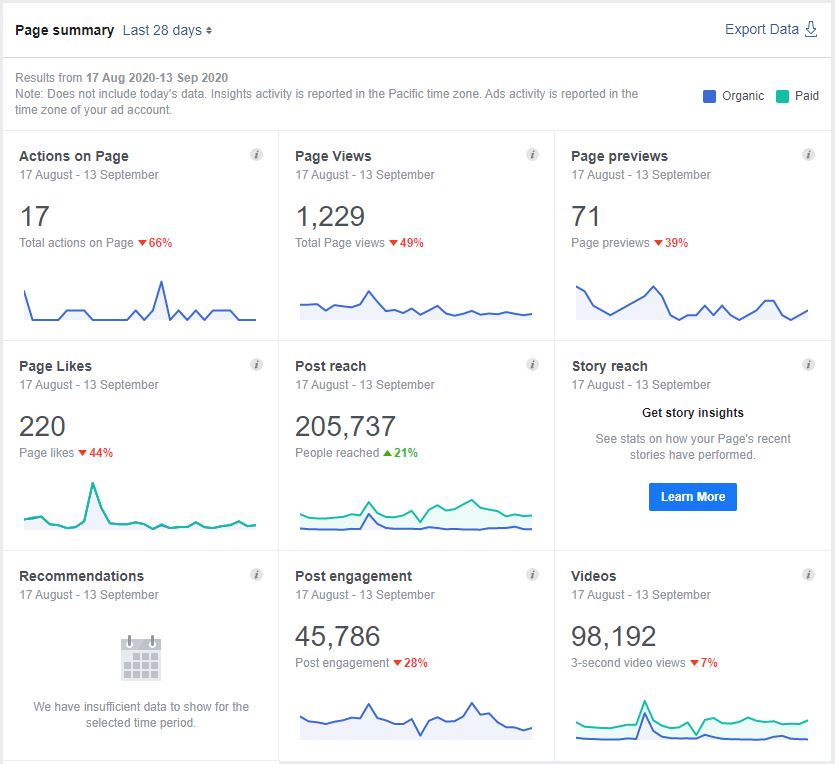 Page summary Last 28 days
Export Data
Results from 17 Aug 2020-13 Sep 2020
Note: Does not include today's data. Insights activity is reported in the Pacific time zone. Ads activity is reported in the
time zone of your ad account.
Organic Paid
Actions on Page
17 August - 13 September
17
Total actions on Page 66%
Page Views
17 August - 13 September
1,229
Total Page views 49%
Page previews
17 August - 13 September
71
Page previews 39%
Page Likes
17 August - 13 September
220
Page likes 44%
Post reach
17 August - 13 September
205,737
People reached 21%
Story reach
17 August - 13 September
Get story insights
See stats on how your Page's recent
stories have performed.
Learn More
Recommendations
17 August - 13 September
We have insufficient data to show for the
selected time period.
Post engagement
17 August - 13 September
45,786
Post engagement 28%
Videos
17 August - 13 September
98,192
3-second video views 7%